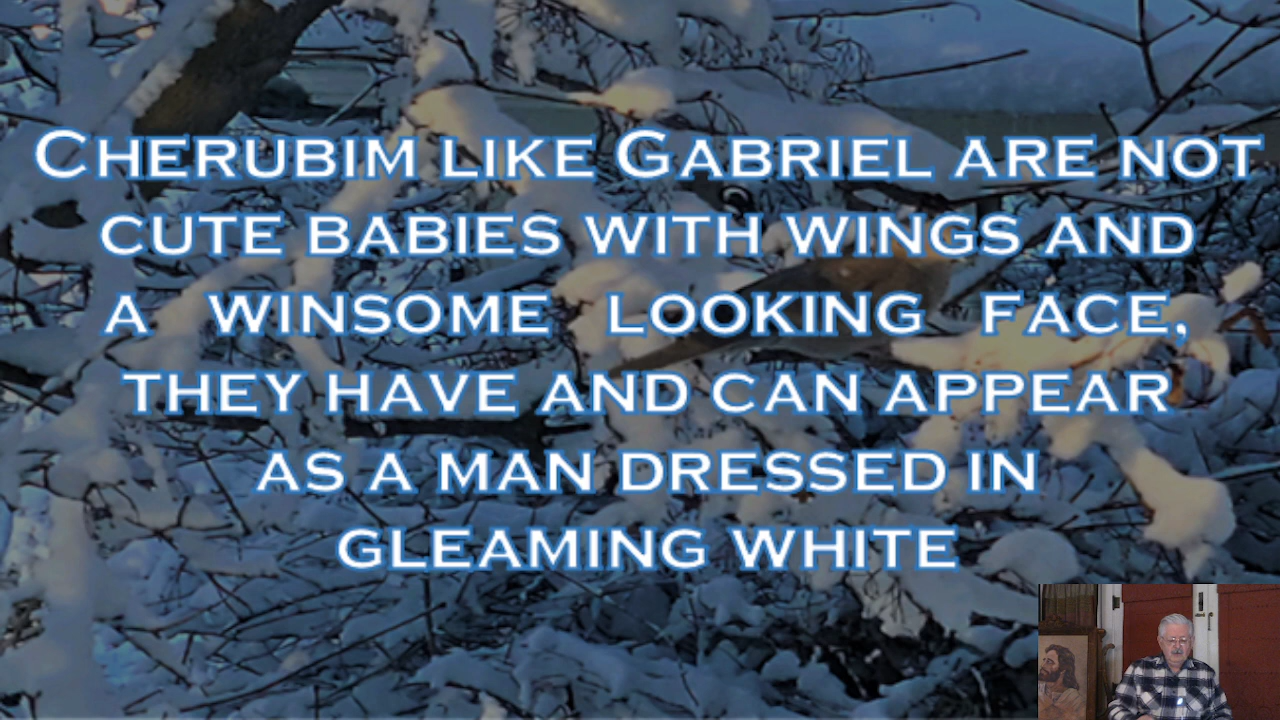 Cherubim like Gabriel are not
cute babies with wings and
a winsome looking face,
they have and can appear
as a man dressed in
gleaming white